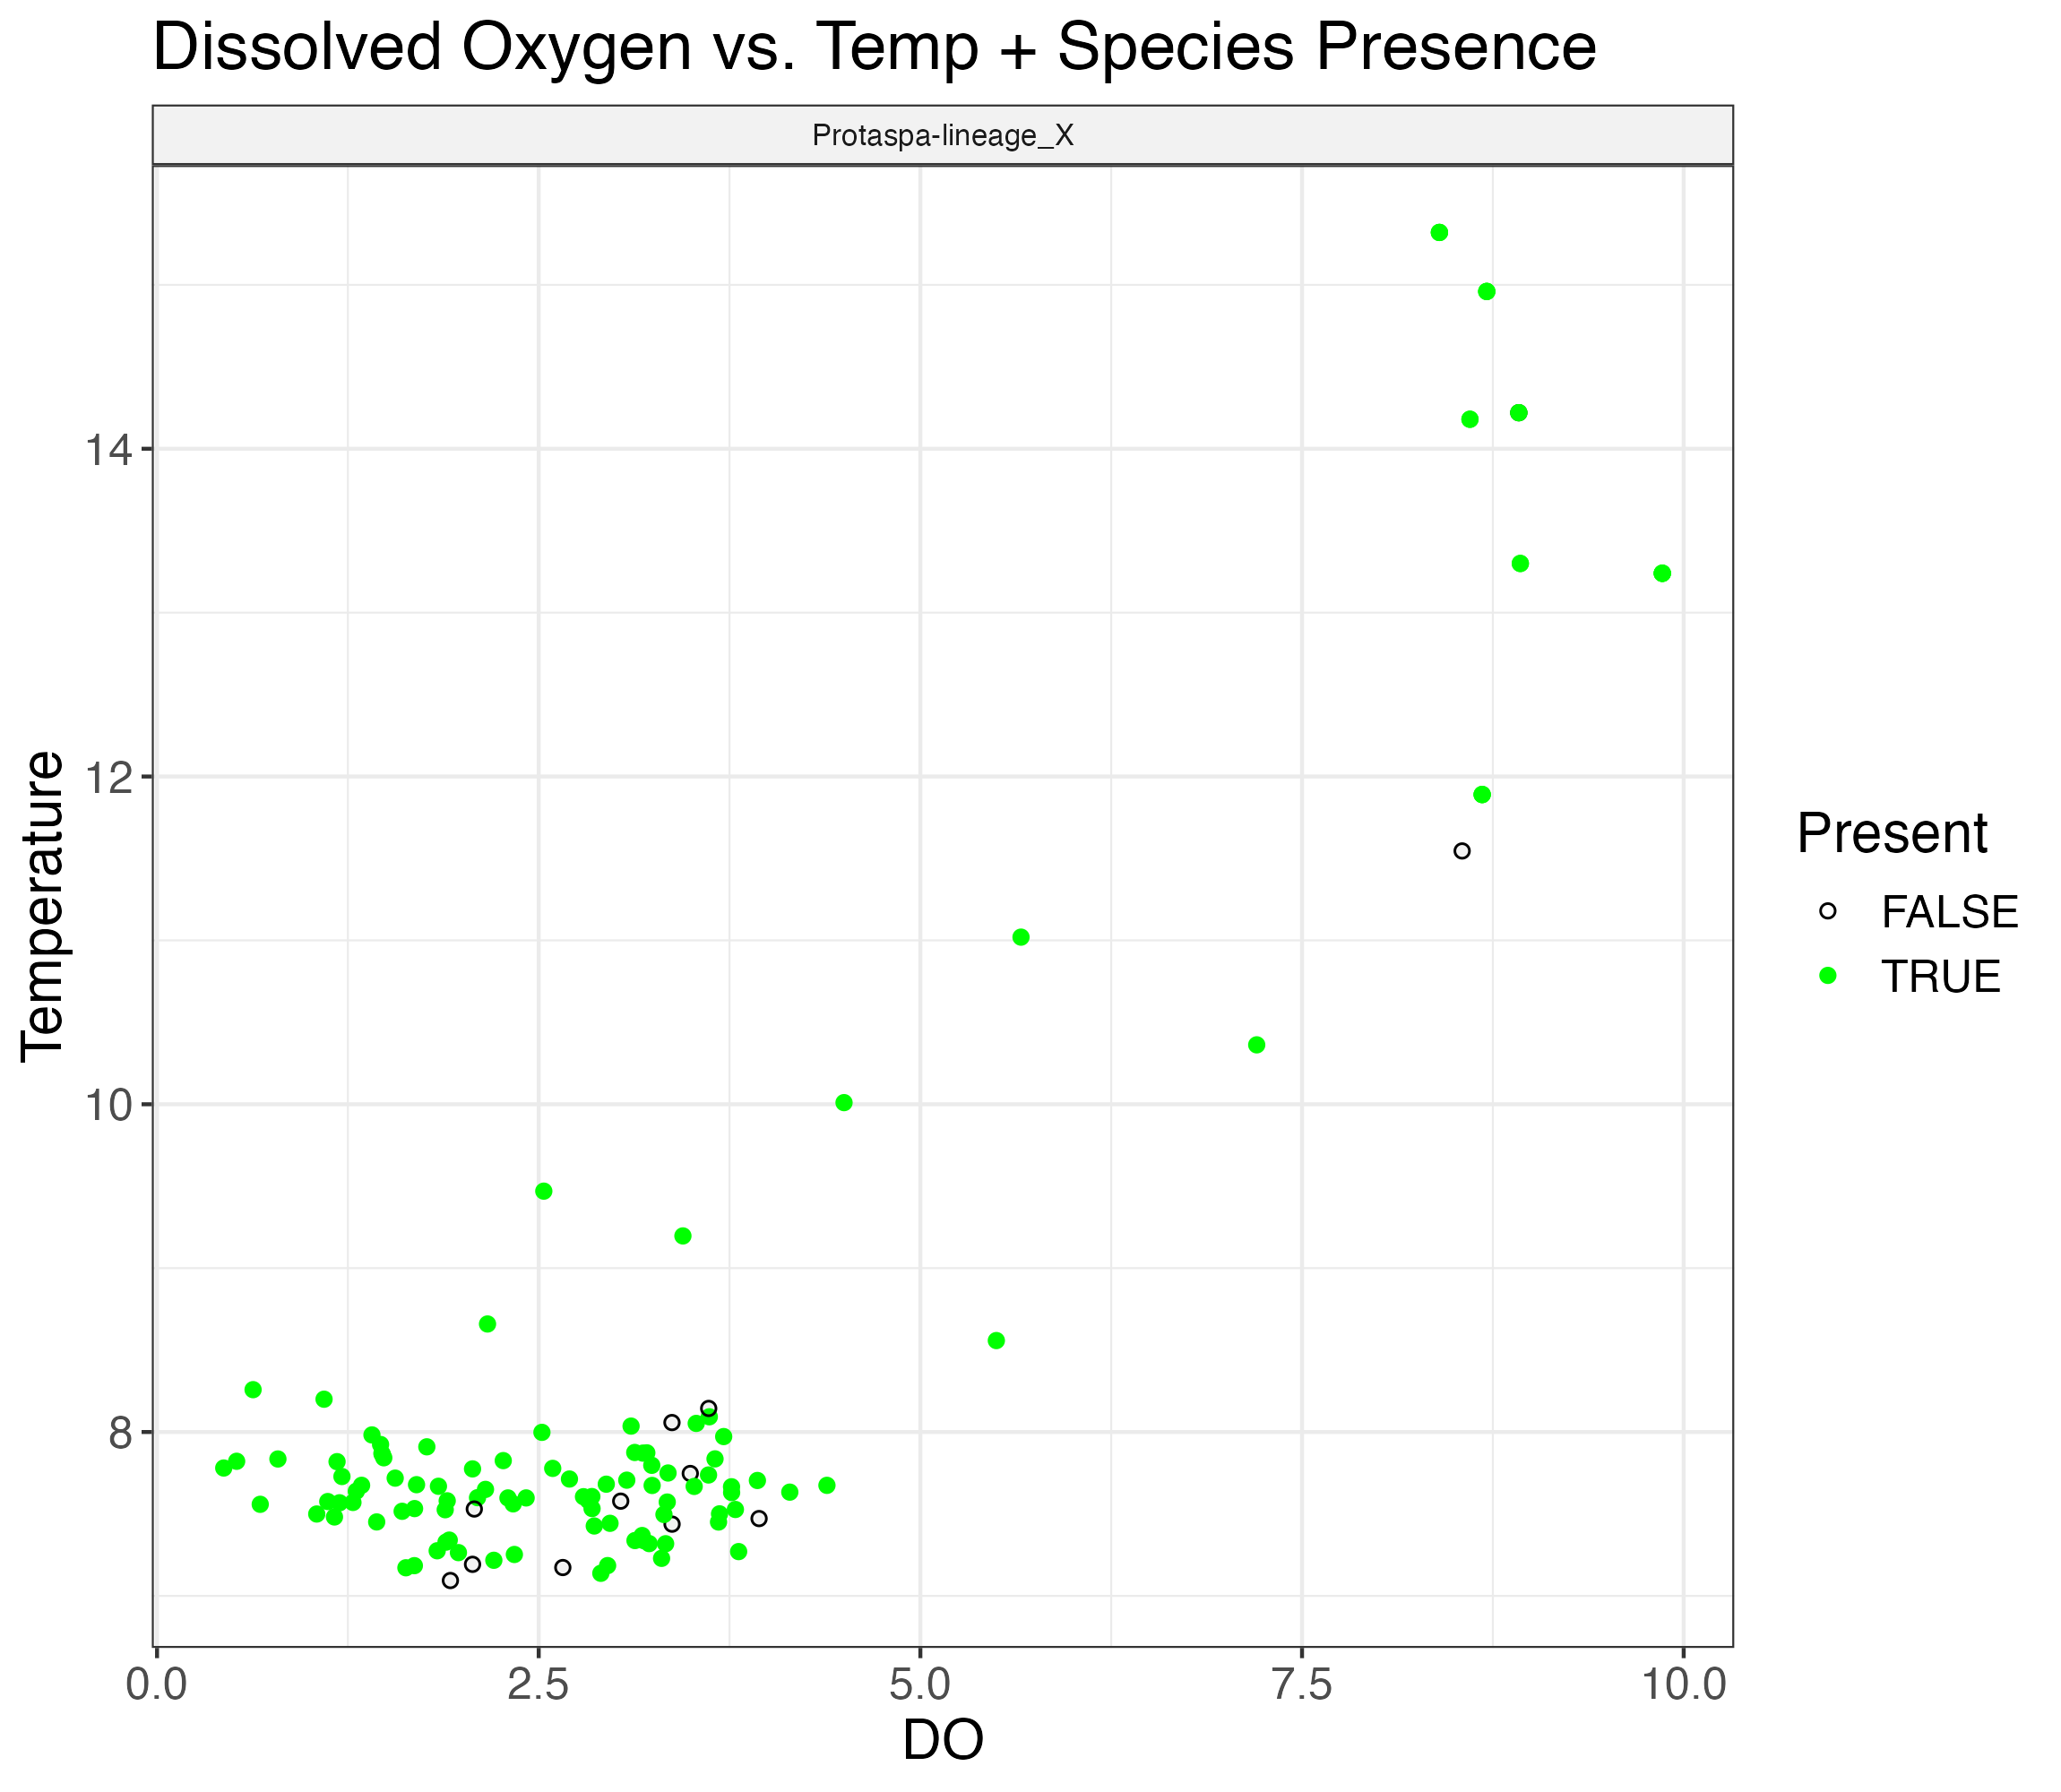 Dissolved Oxygen vs. Temp + Species Presence
Protaspa-lineage_X
14
12
10
8
Temperature
0.0 2.5 5.0 7.5 10.0
DO
Present
FALSE
TRUE